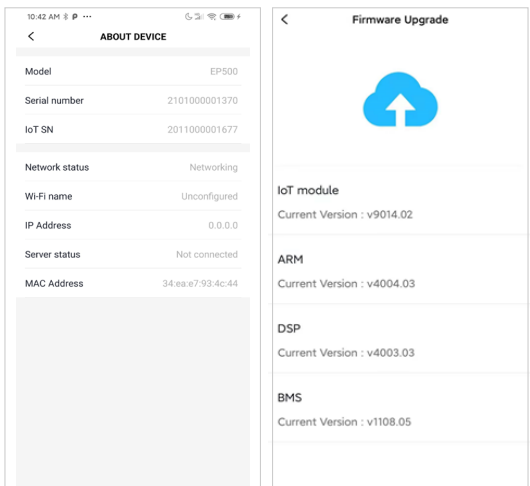 10:42 AM P ...
ABOUT DEVICE
Model EP500
Serial number 2101000001370
IoT SN 2011000001677
Network status Networking
Wi-Fi name Unconfigured
IP Address 0.0.0.0
Server status Not connected
MAC Address 34:ea:e7:93:4c:44
Firmware Upgrade
IoT module
Current Version : v9014.02
ARM
Current Version : v4004.03
DSP
Current Version : v4003.03
BMS
Current Version : v1108.05